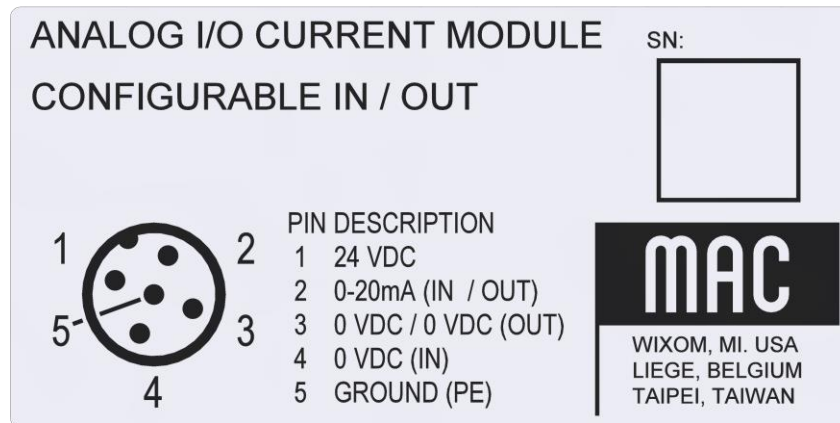 ANALOG I/O CURRENT MODULE
CONFIGURABLE IN / OUT
SN:
1
2
5
3
4
PIN DESCRIPTION
1 24 VDC
2 0-20mA (IN / OUT)
3 0 VDC / 0 VDC (OUT)
4 0 VDC (IN)
5 GROUND (PE)
MAC
WIXOM, MI. USA
LIEGE, BELGIUM
TAIPEI, TAIWAN